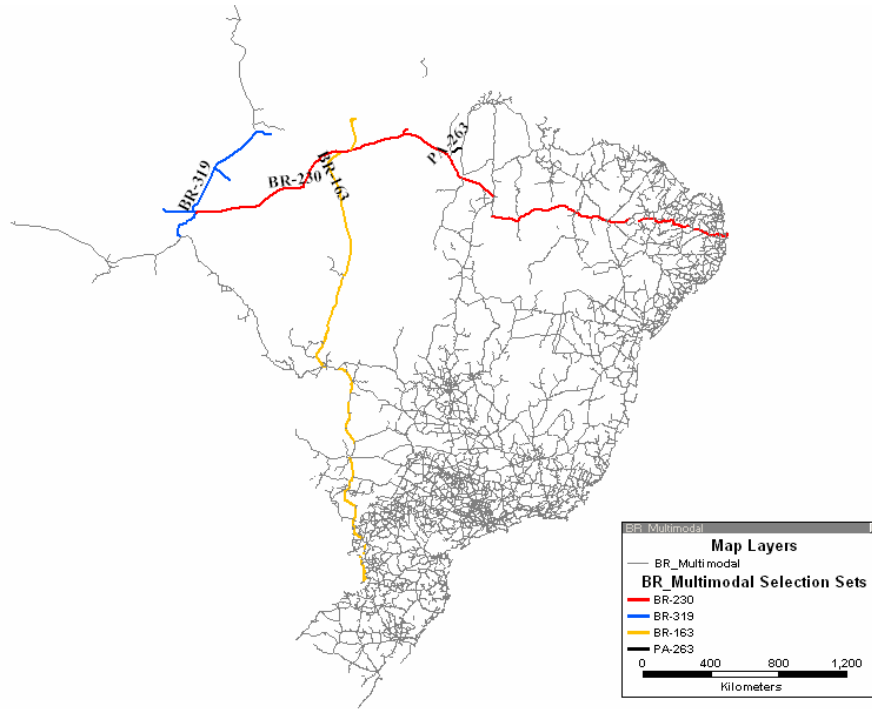 PA-263
BR-319
BR-230
BR-163
BR_Multimodal
Map Layers
BR_Multimodal
BR_Multimodal Selection Sets
BR-230
BR-319
BR-163
PA-263
0 400 800 1,200
Kilometers